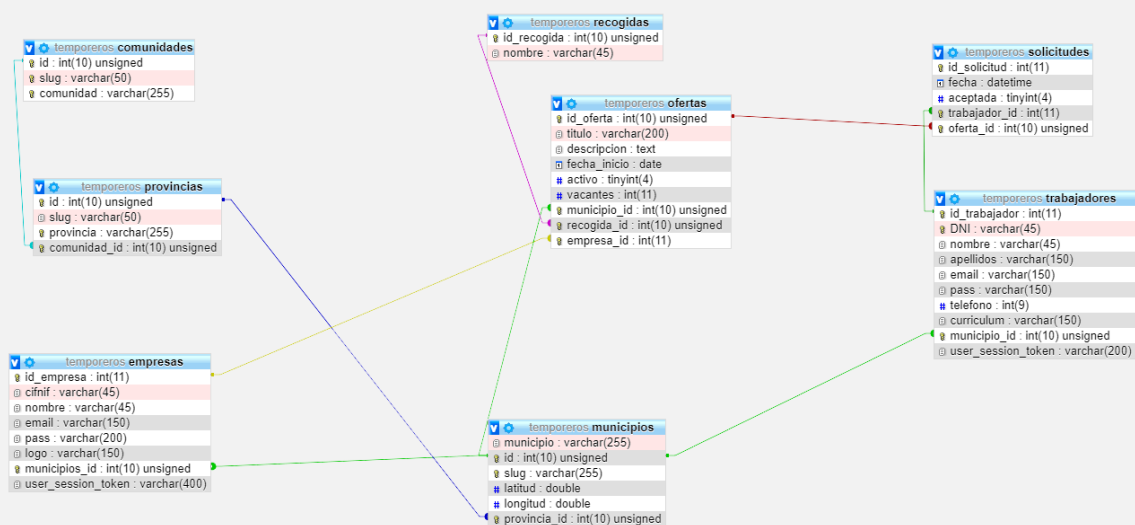 temporeros comunidades
id : int(10) unsigned
slug : varchar(50)
comunidad : varchar(255)
temporeros recogidas
id_recogida : int(10) unsigned
nombre : varchar(45)
temporeros solicitudes
id_solicitud : int(11)
fecha : datetime
aceptada : tinyint(4)
trabajador_id : int(11)
oferta_id : int(10) unsigned
temporeros ofertas
id_oferta : int(10) unsigned
titulo : varchar(200)
descripcion : text
fecha_inicio : date
activo : tinyint(4)
vacantes : int(11)
municipio_id : int(10) unsigned
recogida_id : int(10) unsigned
empresa_id : int(11)
temporeros provincias
id : int(10) unsigned
slug : varchar(50)
provincia : varchar(255)
comunidad_id : int(10) unsigned
temporeros trabajadores
id_trabajador : int(11)
DNI : varchar(45)
nombre : varchar(45)
apellidos : varchar(150)
email : varchar(150)
pass : varchar(150)
telefono : int(9)
curriculum : varchar(150)
municipio_id : int(10) unsigned
user_session_token : varchar(200)
temporeros empresas
id_empresa : int(11)
cifnif : varchar(45)
nombre : varchar(45)
email : varchar(150)
pass : varchar(200)
logo : varchar(150)
municipios_id : int(10) unsigned
user_session_token : varchar(400)
temporeros municipios
municipio : varchar(255)
id : int(10) unsigned
slug : varchar(255)
latitud : double
longitud : double
provincia_id : int(10) unsigned